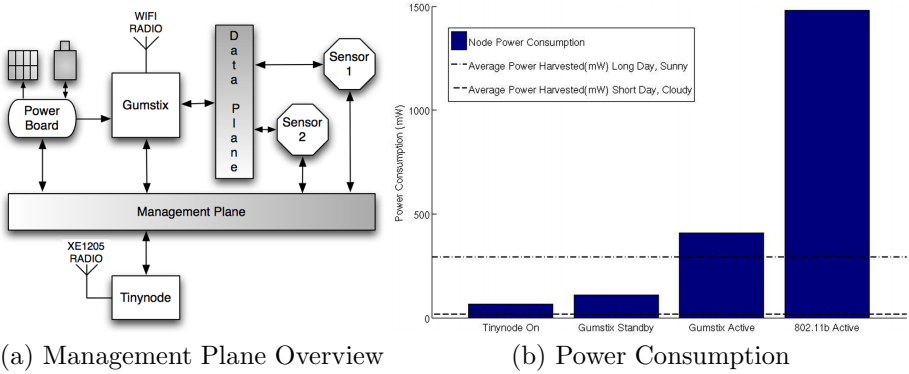 WIFI
RADIO
Power
Board
Gumstix
Data Plane
Sensor
1
Sensor
2
Management Plane
XE1205
RADIO
Tinynode
(a) Management Plane Overview
Power Consumption (mW)
1500
1000
500
0
Node Power Consumption
Average Power Harvested(mW) Long Day, Sunny
Average Power Harvested(mW) Short Day, Cloudy
Tinynode On
Gumstix Standby
Gumstix Active
802.11b Active
(b) Power Consumption